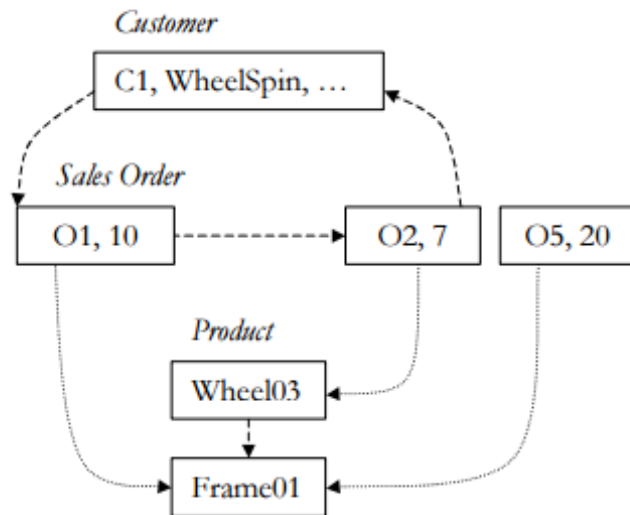 Customer
C1, WheelSpin, …
Sales Order
O1, 10
O2, 7
O5, 20
Product
Wheel03
Frame01